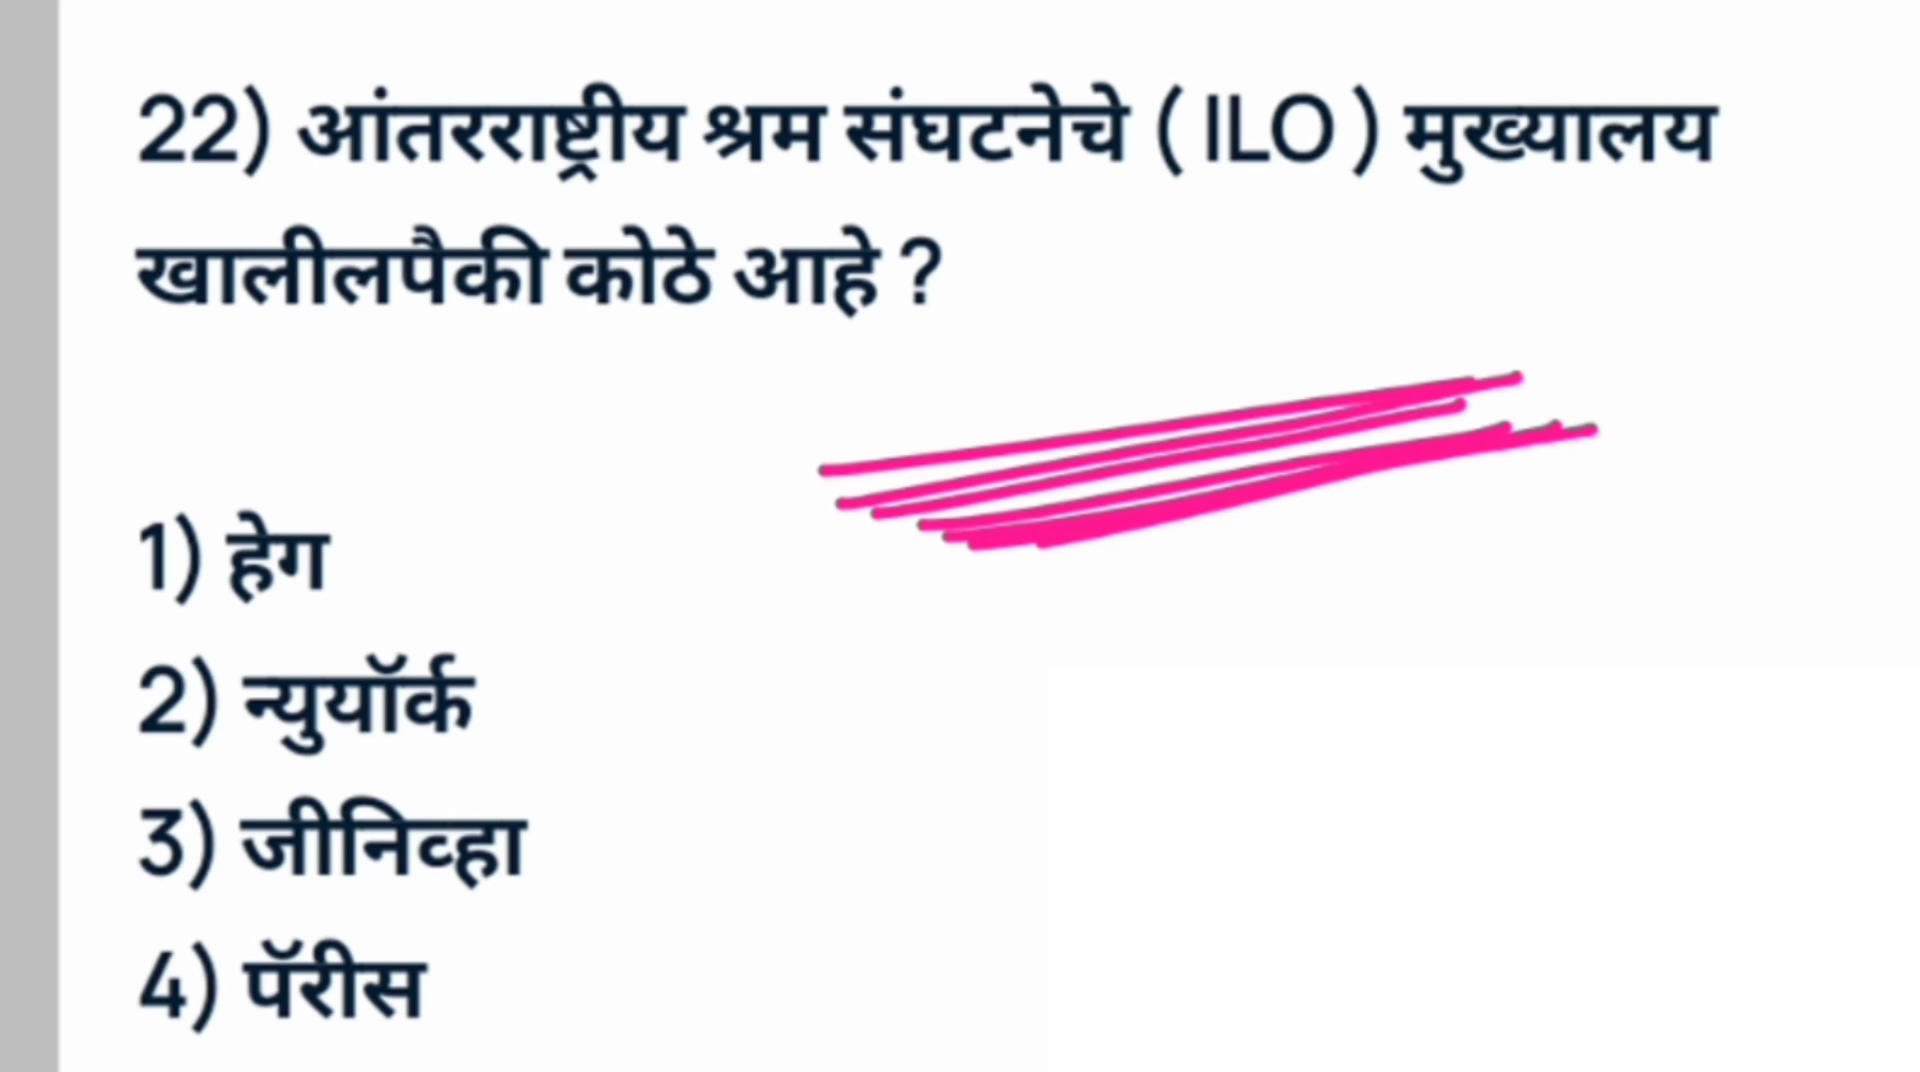 22) आंतरराष्ट्रीय श्रम संघटनेचे ( ILO ) मुख्यालय
खालीलपैकी कोठे आहे ?
1) हेग
2) न्युयॉर्क
3) जीनिव्हा
4) पॅरीस